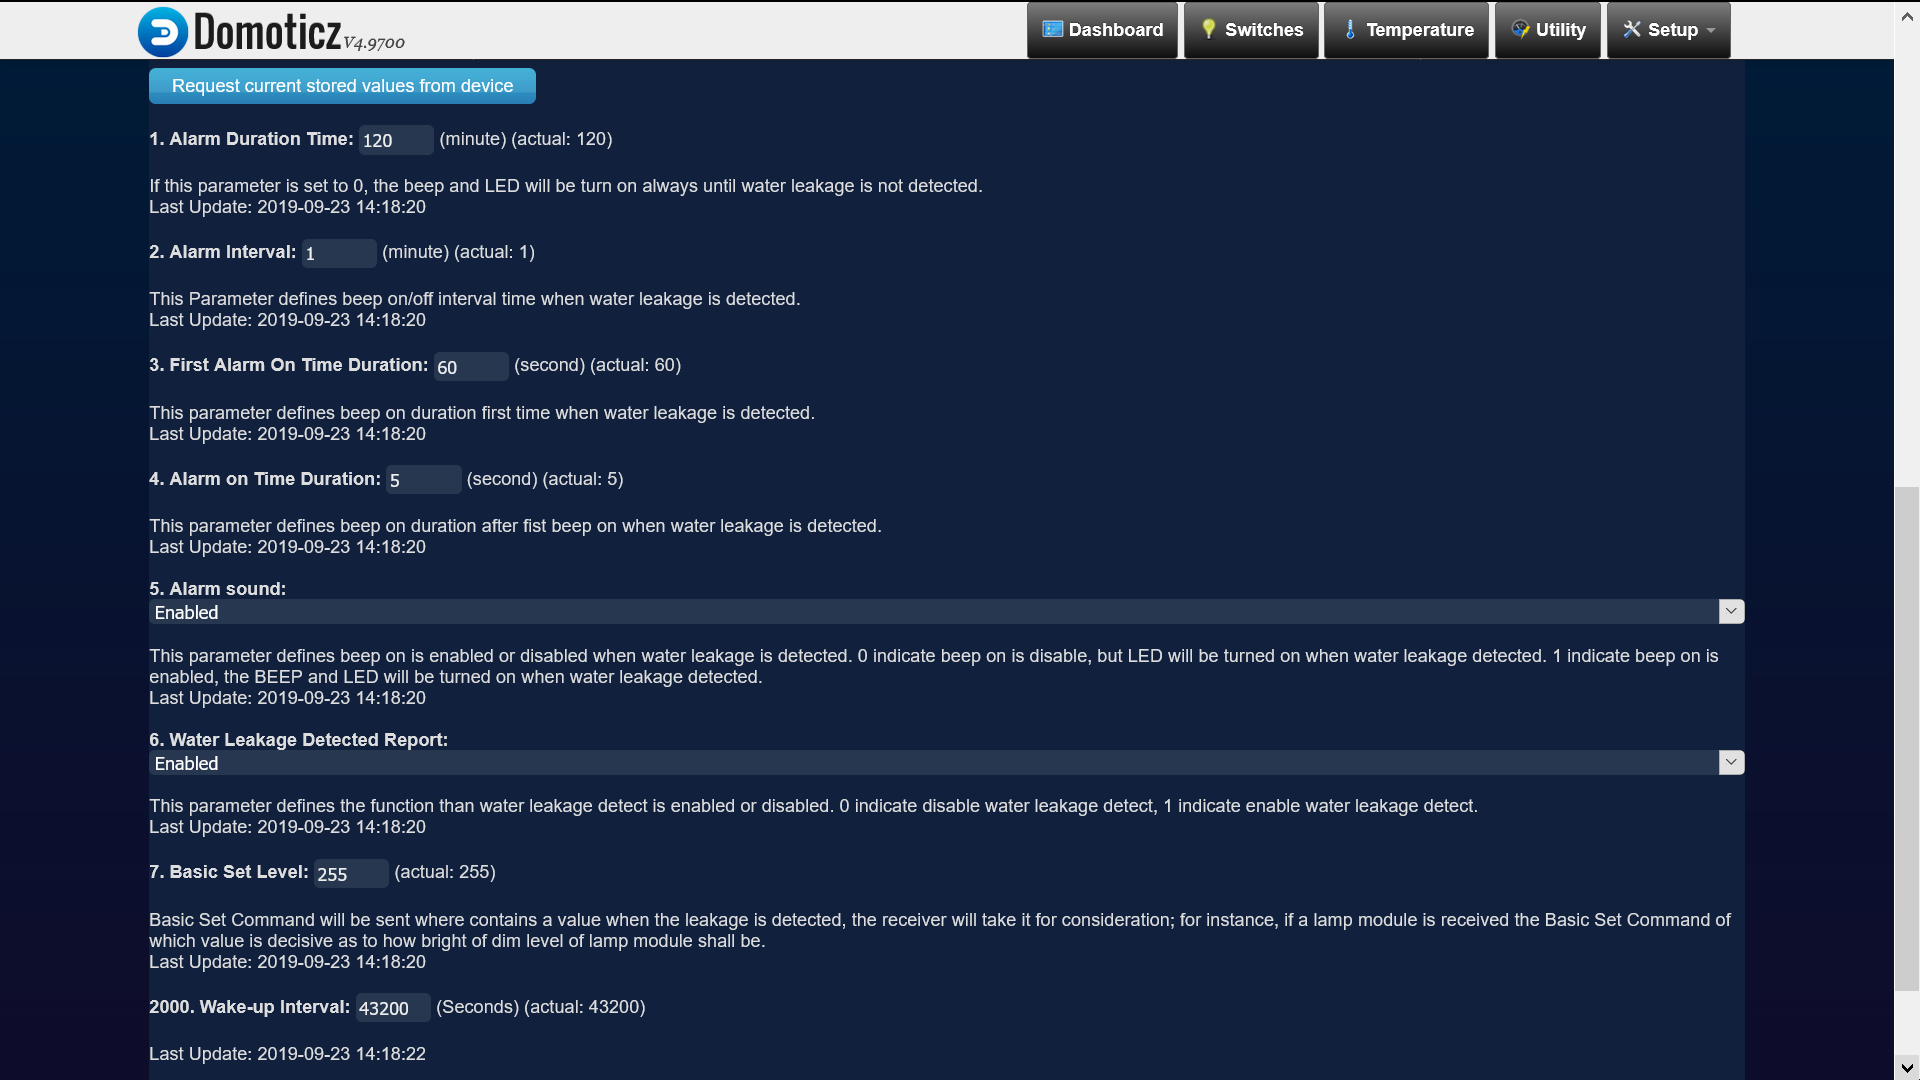 Domoticz V4.9700
Dashboard Switches Temperature Utility Setup
Request current stored values from device
1. Alarm Duration Time: 120 (minute) (actual: 120)
If this parameter is set to 0, the beep and LED will be turn on always until water leakage is not detected.
Last Update: 2019-09-23 14:18:20
2. Alarm Interval: 1 (minute) (actual: 1)
This Parameter defines beep on/off interval time when water leakage is detected.
Last Update: 2019-09-23 14:18:20
3. First Alarm On Time Duration: 60 (second) (actual: 60)
This parameter defines beep on duration first time when water leakage is detected.
Last Update: 2019-09-23 14:18:20
4. Alarm on Time Duration: 5 (second) (actual: 5)
This parameter defines beep on duration after fist beep on when water leakage is detected.
Last Update: 2019-09-23 14:18:20
5. Alarm sound:
Enabled
This parameter defines beep on is enabled or disabled when water leakage is detected. 0 indicate beep on is disable, but LED will be turned on when water leakage detected. 1 indicate beep on is
enabled, the BEEP and LED will be turned on when water leakage detected.
Last Update: 2019-09-23 14:18:20
6. Water Leakage Detected Report:
Enabled
This parameter defines the function than water leakage detect is enabled or disabled. 0 indicate disable water leakage detect, 1 indicate enable water leakage detect.
Last Update: 2019-09-23 14:18:20
7. Basic Set Level: 255 (actual: 255)
Basic Set Command will be sent where contains a value when the leakage is detected, the receiver will take it for consideration; for instance, if a lamp module is received the Basic Set Command of
which value is decisive as to how bright of dim level of lamp module shall be.
Last Update: 2019-09-23 14:18:20
2000. Wake-up Interval: 43200 (Seconds) (actual: 43200)
Last Update: 2019-09-23 14:18:22